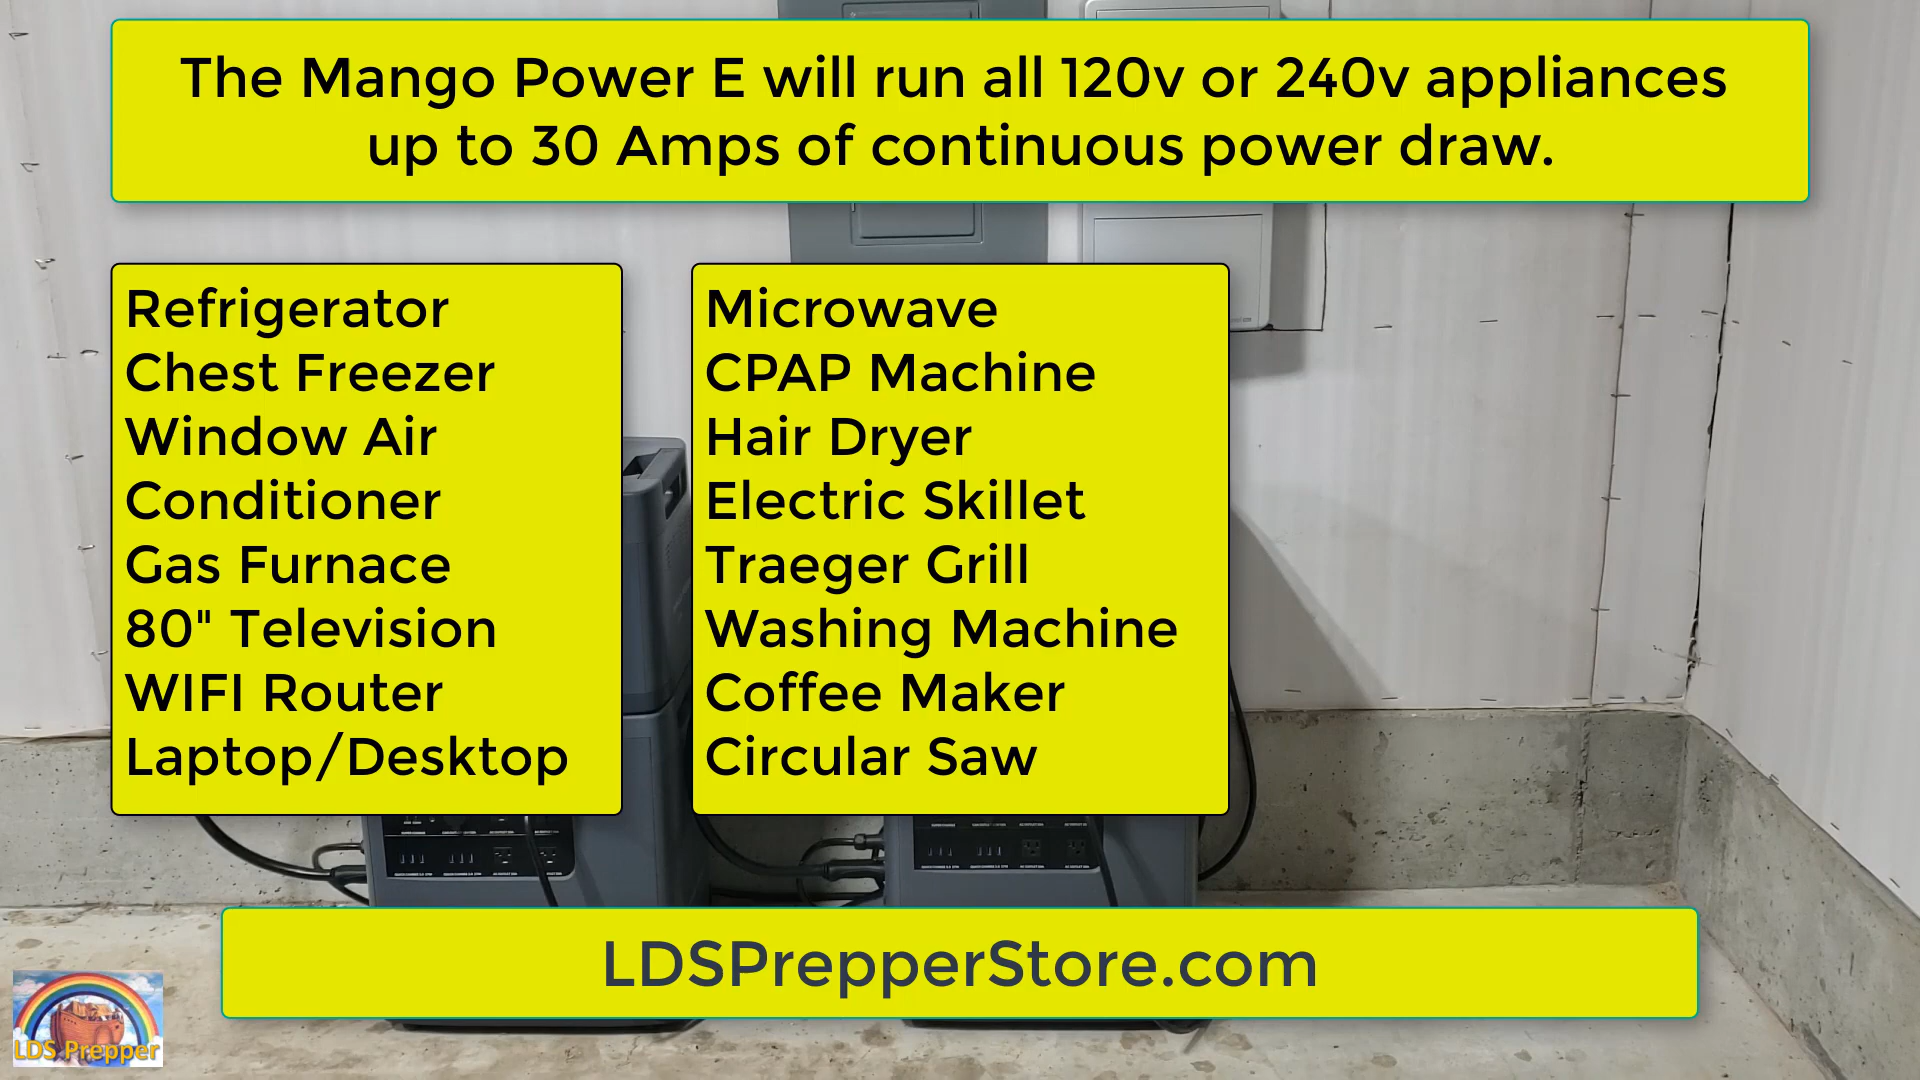 The Mango Power E will run all 120v or 240v appliances
up to 30 Amps of continuous power draw.
Refrigerator
Chest Freezer
Window Air
Conditioner
Gas Furnace
80" Television
WIFI Router
Laptop/Desktop
Microwave
CPAP Machine
Hair Dryer
Electric Skillet
Traeger Grill
Washing Machine
Coffee Maker
Circular Saw
LDSPrepperStore.com
LDS Prepper